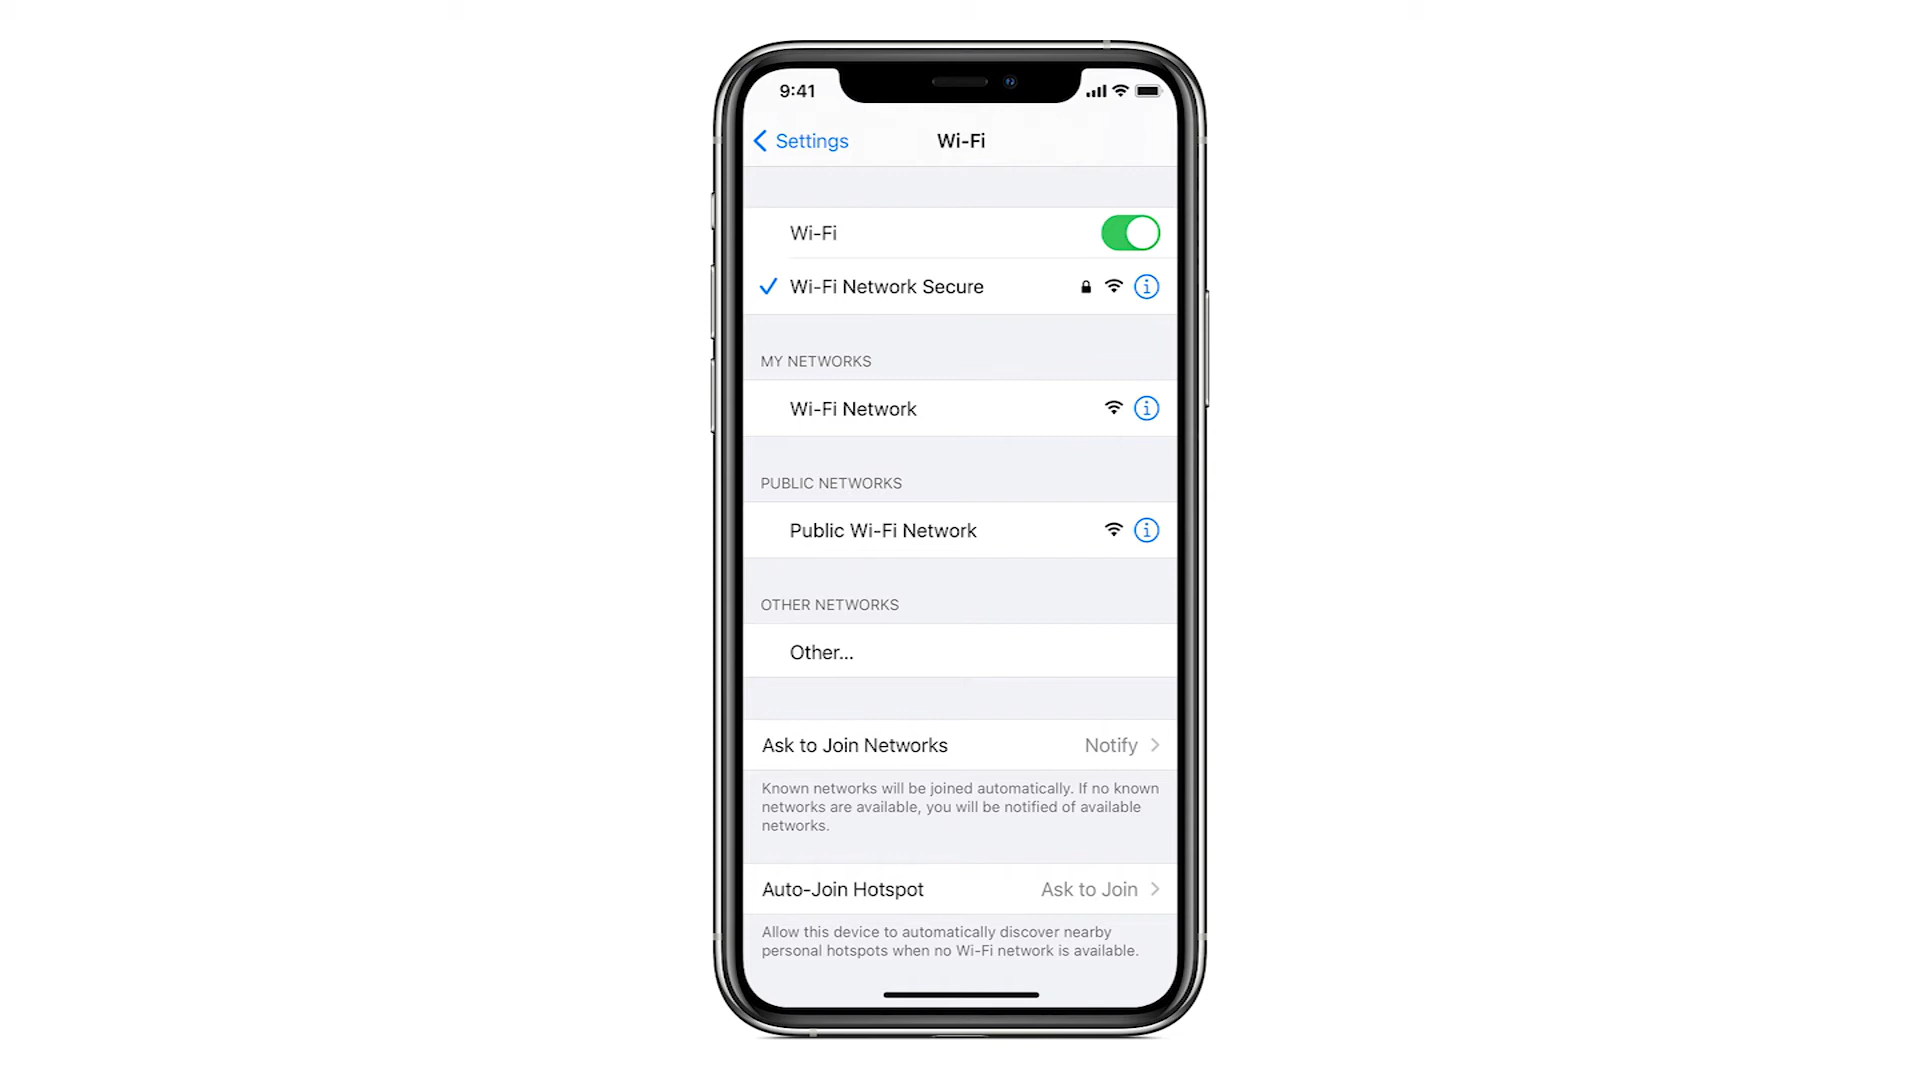 9:41
Settings
Wi-Fi
Wi-Fi
Wi-Fi Network Secure
MY NETWORKS
Wi-Fi Network
PUBLIC NETWORKS
Public Wi-Fi Network
OTHER NETWORKS
Other...
Ask to Join Networks Notify
Known networks will be joined automatically. If no known
networks are available, you will be notified of available
networks.
Auto-Join Hotspot Ask to Join
Allow this device to automatically discover nearby
personal hotspots when no Wi-Fi network is available.